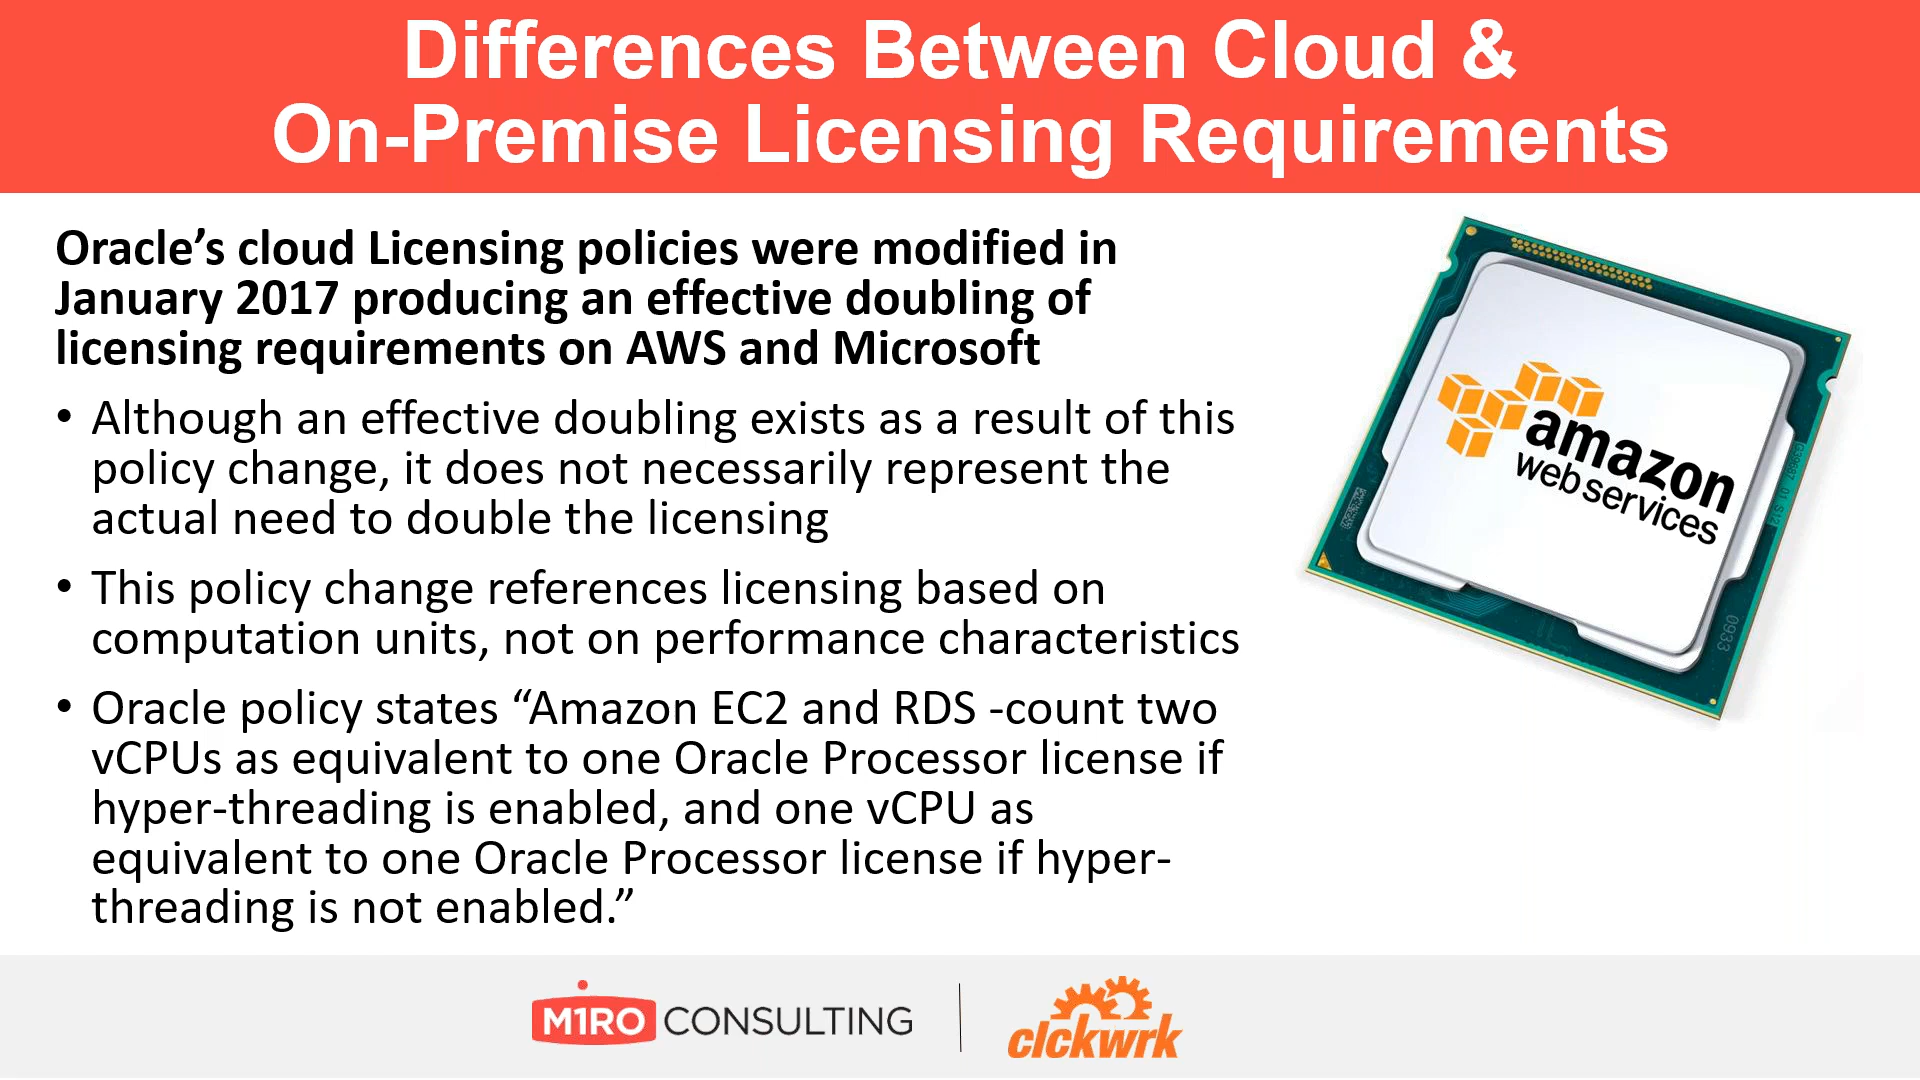 Differences Between Cloud &
On-Premise Licensing Requirements
Oracle’s cloud Licensing policies were modified in
January 2017 producing an effective doubling of
licensing requirements on AWS and Microsoft
• Although an effective doubling exists as a result of this
policy change, it does not necessarily represent the
actual need to double the licensing
• This policy change references licensing based on
computation units, not on performance characteristics
• Oracle policy states “Amazon EC2 and RDS -count two
vCPUs as equivalent to one Oracle Processor license if
hyper-threading is enabled, and one vCPU as
equivalent to one Oracle Processor license if hyper-
threading is not enabled.”
amazon
web services
0933
M1RO CONSULTING
clckwrk